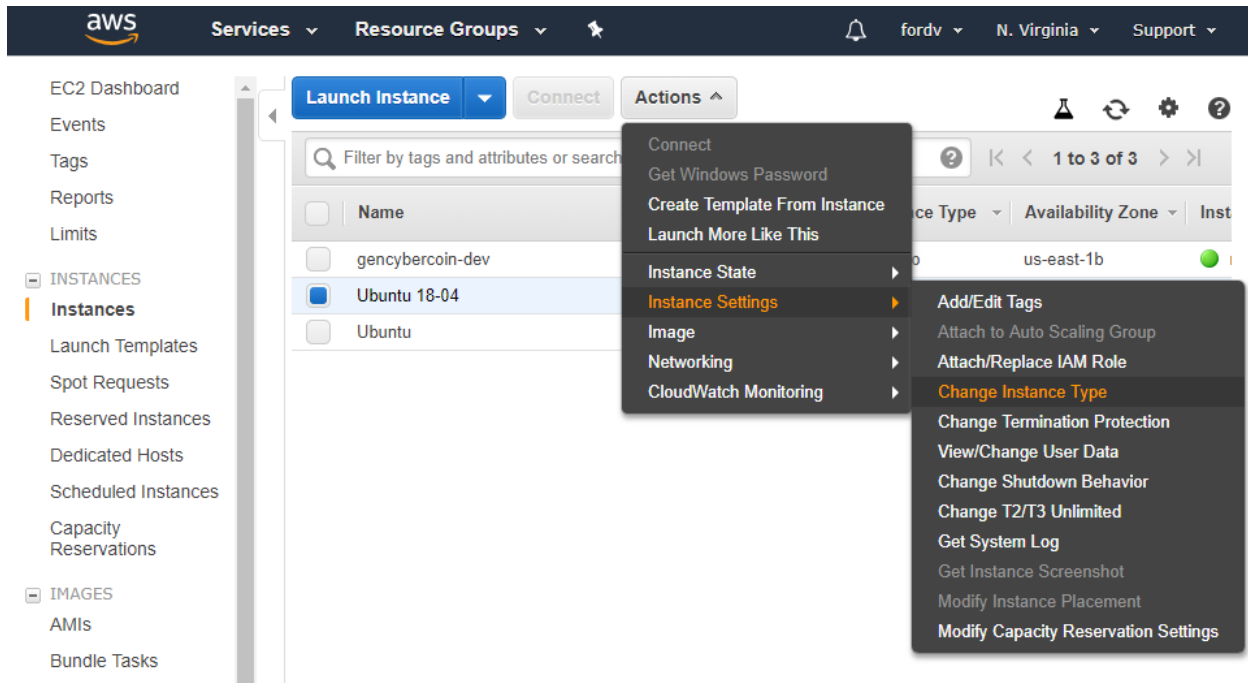 aws
Services
Resource Groups
fordv
N. Virginia
Support
EC2 Dashboard
Events
Tags
Reports
Limits
INSTANCES
Instances
Launch Templates
Spot Requests
Reserved Instances
Dedicated Hosts
Scheduled Instances
Capacity
Reservations
IMAGES
AMIs
Bundle Tasks
Launch Instance
Connect
Actions
Filter by tags and attributes or search
1 to 3 of 3
Name
ce Type
Availability Zone
Inst
gencybercoin-dev
us-east-1b
Ubuntu 18-04
Ubuntu
Connect
Get Windows Password
Create Template From Instance
Launch More Like This
Instance State
Instance Settings
Image
Networking
CloudWatch Monitoring
Add/Edit Tags
Attach to Auto Scaling Group
Attach/Replace IAM Role
Change Instance Type
Change Termination Protection
View/Change User Data
Change Shutdown Behavior
Change T2/T3 Unlimited
Get System Log
Get Instance Screenshot
Modify Instance Placement
Modify Capacity Reservation Settings